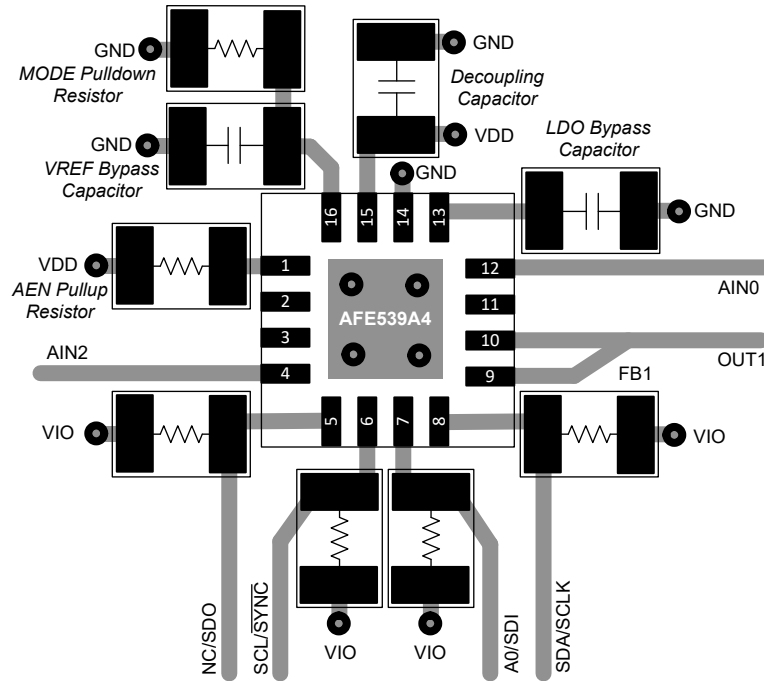 GND
MODE Pulldown
Resistor
GND
VREF Bypass
Capacitor
GND
Decoupling
Capacitor
VDD
GND
LDO Bypass
Capacitor
GND
16
15
14
13
VDD
AEN Pullup
Resistor
1
2
3
4
AFE539A4
12
11
10
9
AIN0
AIN2
OUT1
FB1
5
6
7
8
VIO
VIO
NC/SDO
SCL/SYNC
VIO
VIO
A0/SDI
SDA/SCLK